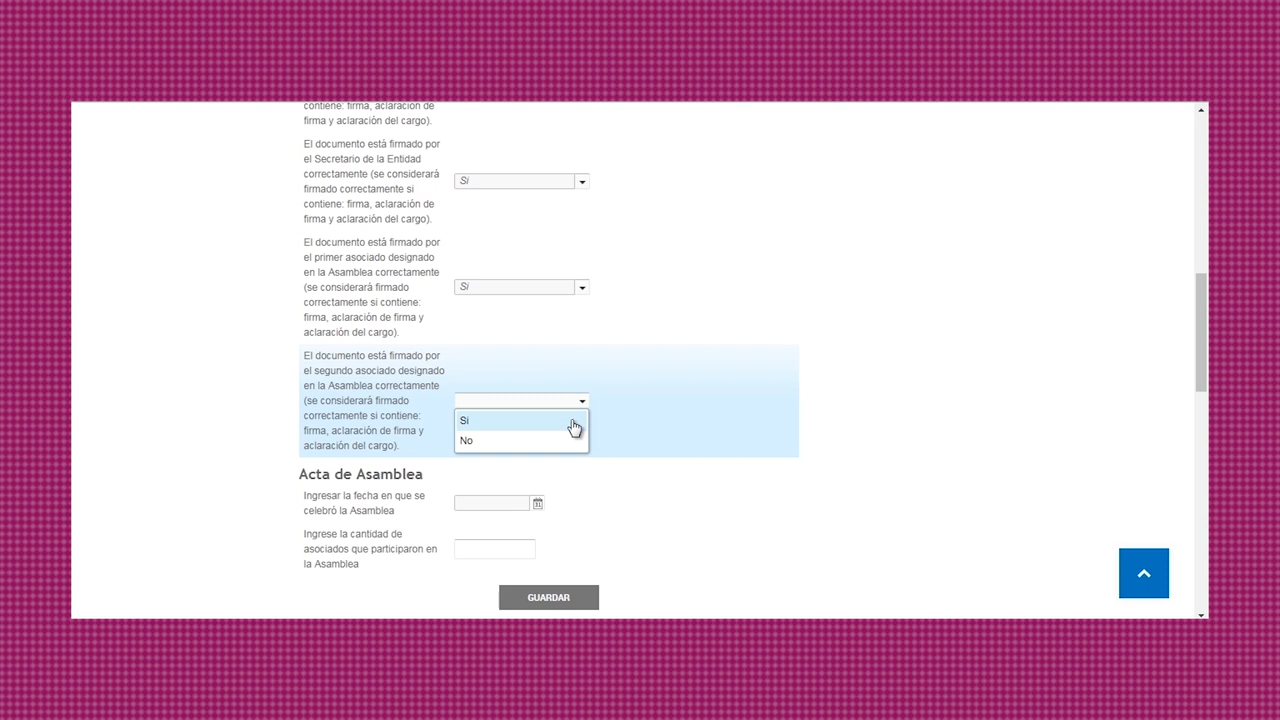 contiene: firma, aclaración de
firma y aclaración del cargo).
El documento está firmado por
el Secretario de la Entidad
correctamente (se considerará
firmado correctamente si
contiene: firma, aclaración de
firma y aclaración del cargo).
Si
El documento está firmado por
el primer asociado designado
en la Asamblea correctamente
(se considerará firmado
correctamente si contiene:
firma, aclaración de firma y
aclaración del cargo).
Si
El documento está firmado por
el segundo asociado designado
en la Asamblea correctamente
(se considerará firmado
correctamente si contiene:
firma, aclaración de firma y
aclaración del cargo).
Si
No
Acta de Asamblea
Ingresar la fecha en que se
celebró la Asamblea
31
Ingrese la cantidad de
asociados que participaron en
la Asamblea
GUARDAR